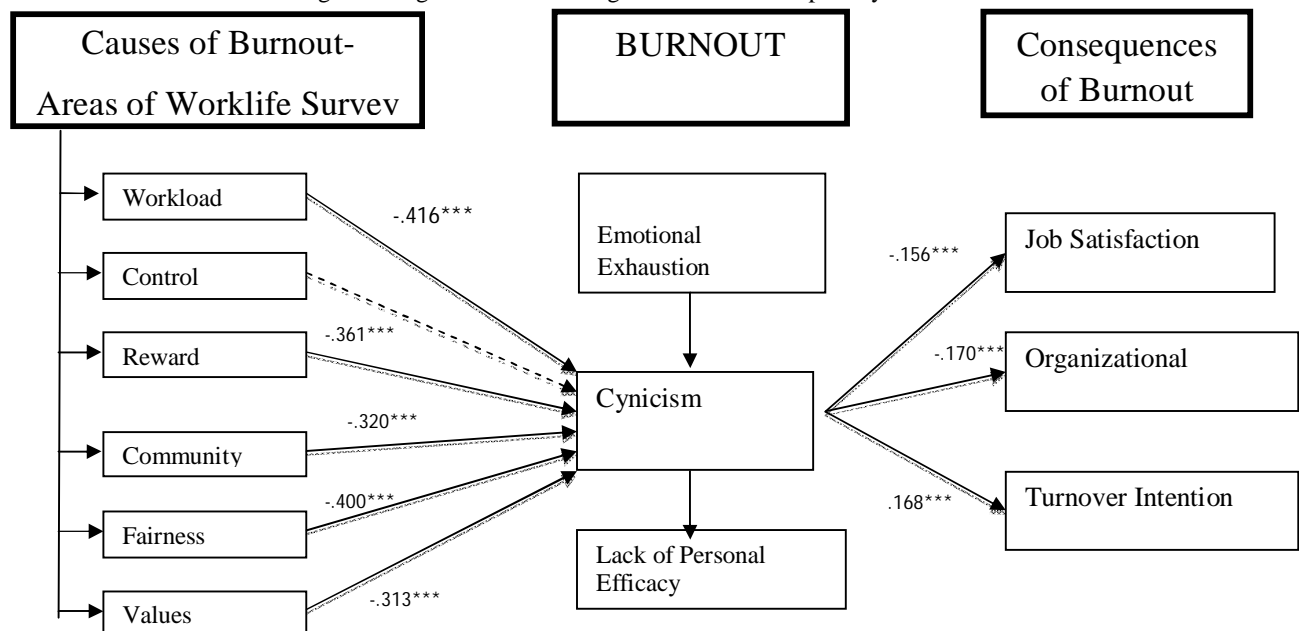 Causes of Burnout-
Areas of Worklife Survey
BURNOUT
Consequences
of Burnout
Workload
Control
Reward
Community
Fairness
Values
-.416***
-.361***
-.320***
-.400***
-.313***
Emotional
Exhaustion
Cynicism
Lack of Personal
Efficacy
-.156***
-.170***
.168***
Job Satisfaction
Organizational
Turnover Intention